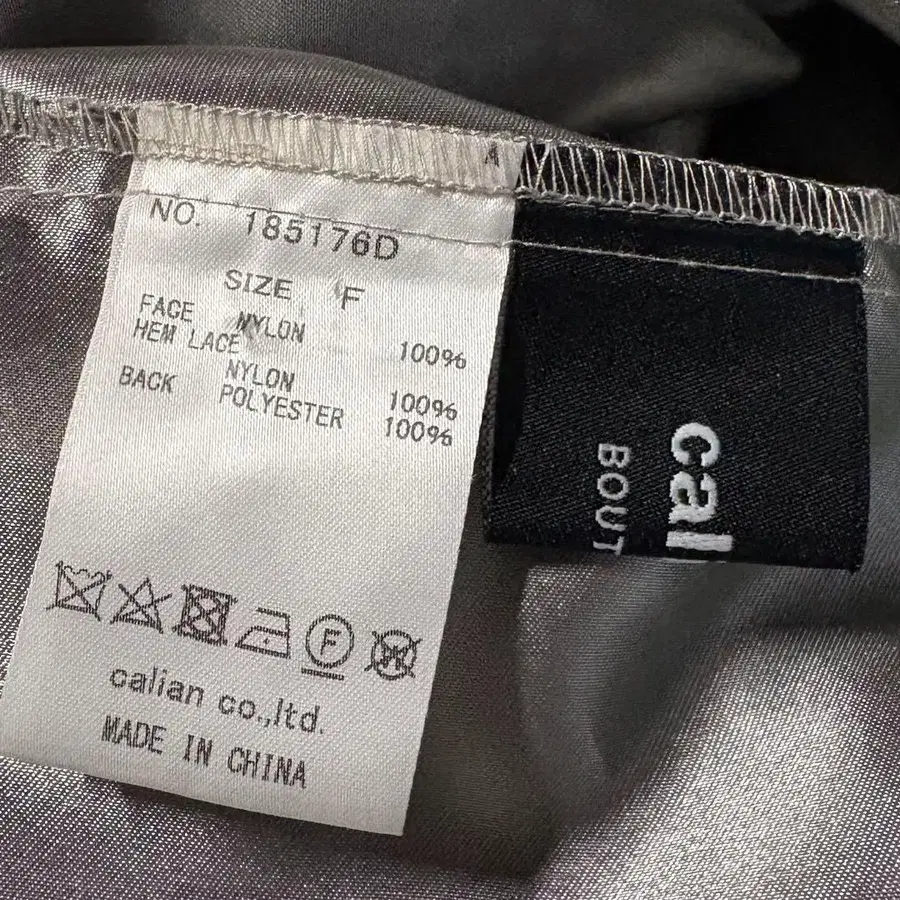 NO. 185176D
SIZE F
FACE NYLON 100%
HEM LACE
NYLON 100%
BACK POLYESTER 100%
F
W
calian co.,ltd.
MADE IN CHINA
cal
BOUT